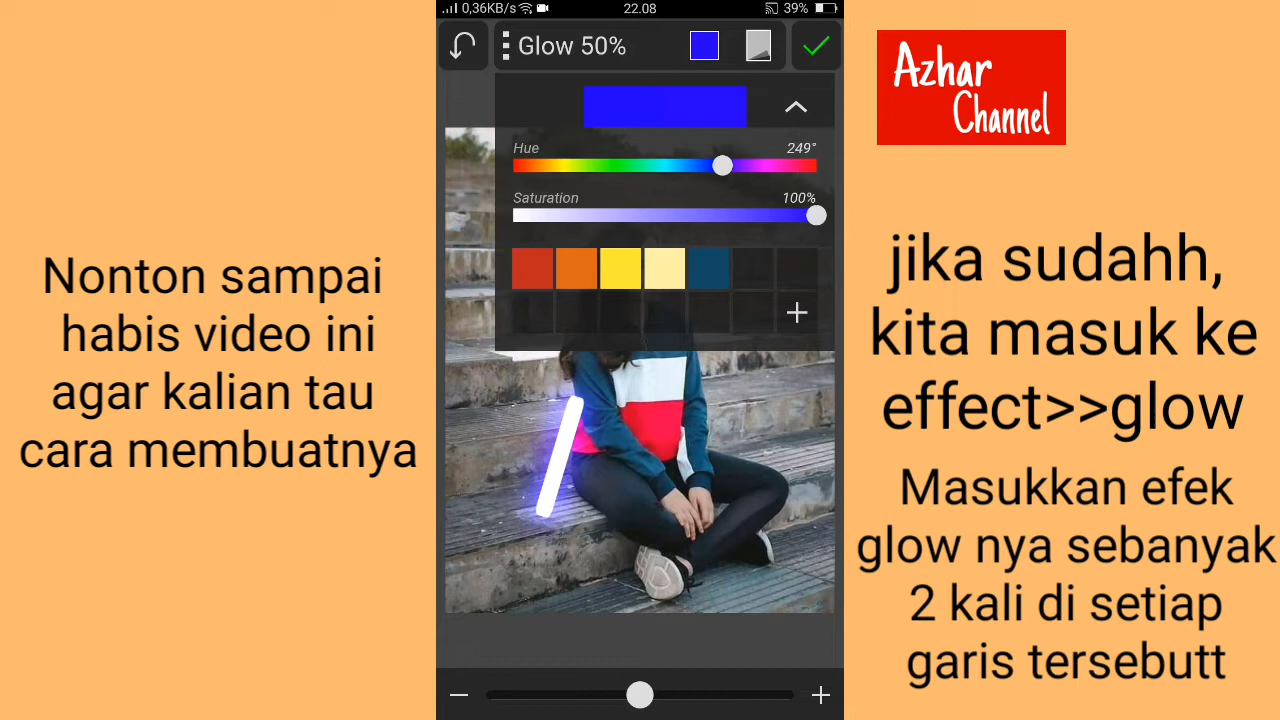 Nonton sampai
habis video ini
agar kalian tau
cara membuatnya
0,36KB/s
22.08
39%
Glow 50%
Hue
249°
Saturation
100%
Azhar
Channel
jika sudahh,
kita masuk ke
effect>>glow
Masukkan efek
glow nya sebanyak
2 kali di setiap
garis tersebutt